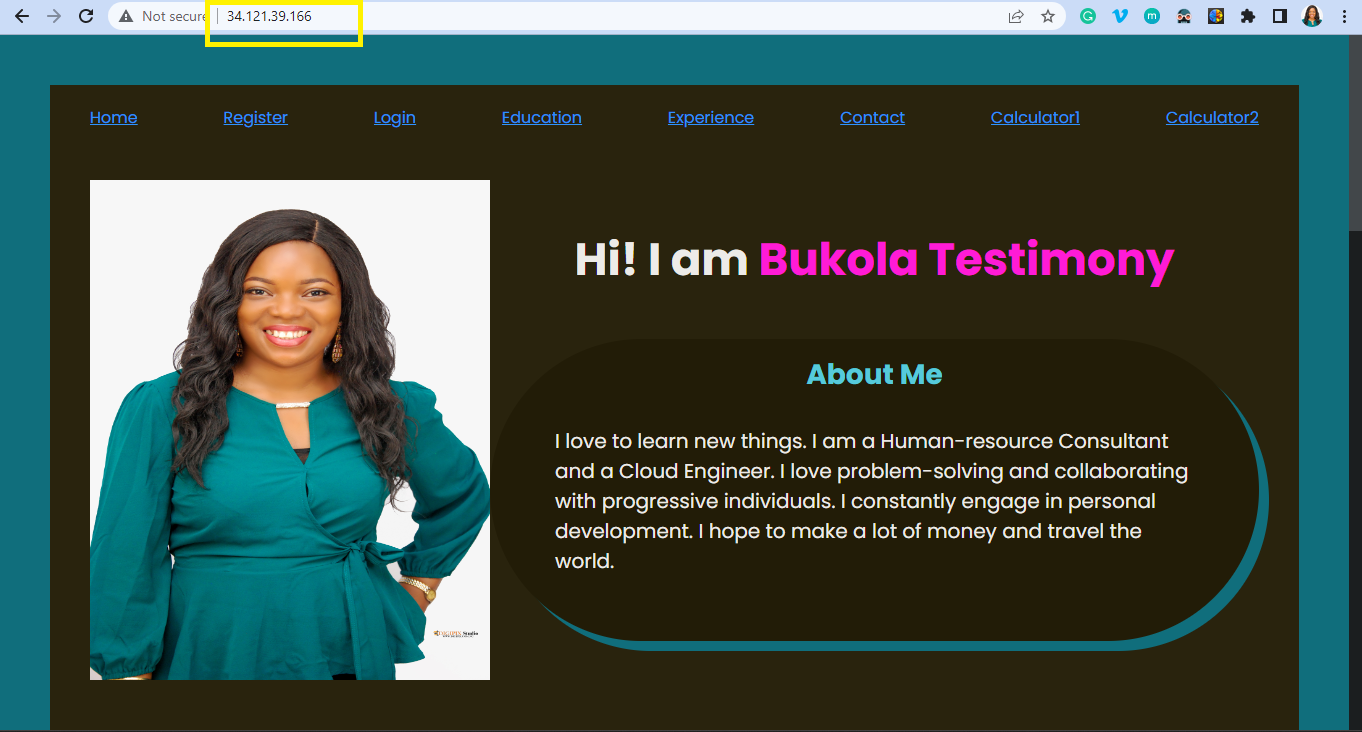 Not secure 34.121.39.166
Home Register Login Education Experience Contact Calculator1 Calculator2
Hi! I am Bukola Testimony
About Me
I love to learn new things. I am a Human-resource Consultant
and a Cloud Engineer. I love problem-solving and collaborating
with progressive individuals. I constantly engage in personal
development. I hope to make a lot of money and travel the
world.
Studio